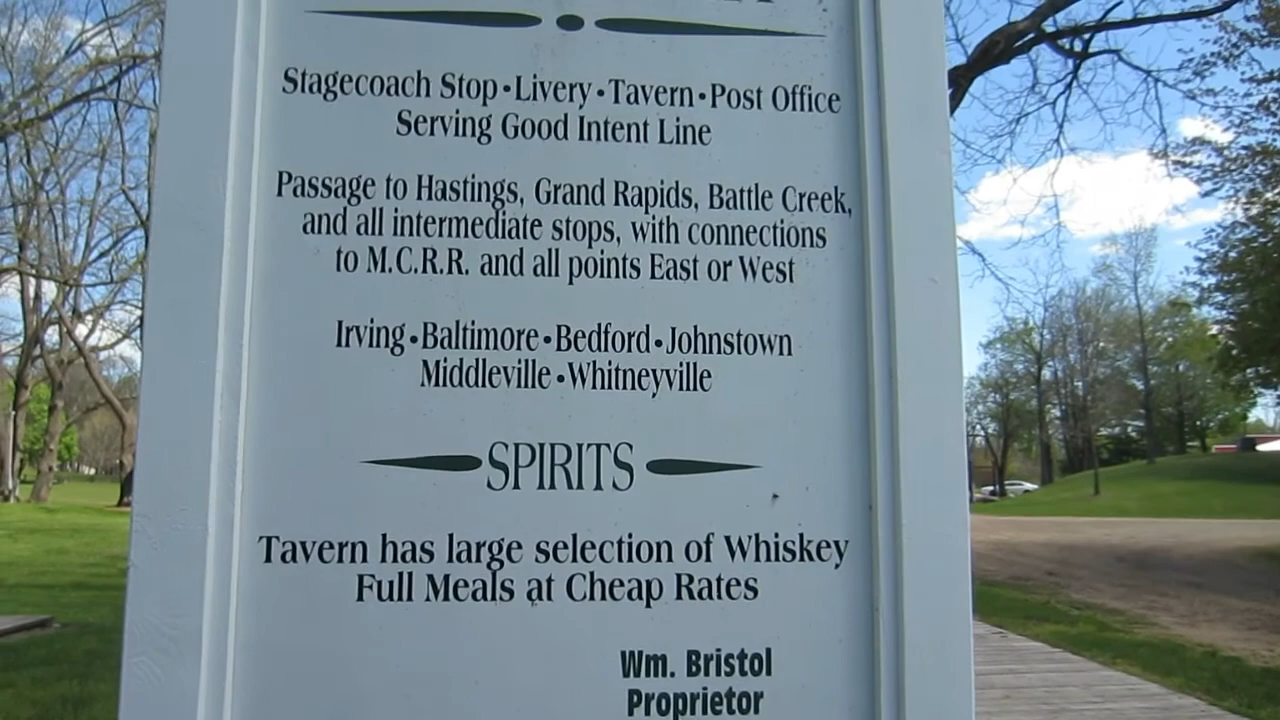 Stagecoach Stop • Livery • Tavern • Post Office
Serving Good Intent Line
Passage to Hastings, Grand Rapids, Battle Creek,
and all intermediate stops, with connections
to M.C.R.R. and all points East or West
Irving • Baltimore • Bedford • Johnstown
Middleville • Whitneyville
SPIRITS
Tavern has large selection of Whiskey
Full Meals at Cheap Rates
Wm. Bristol
Proprietor